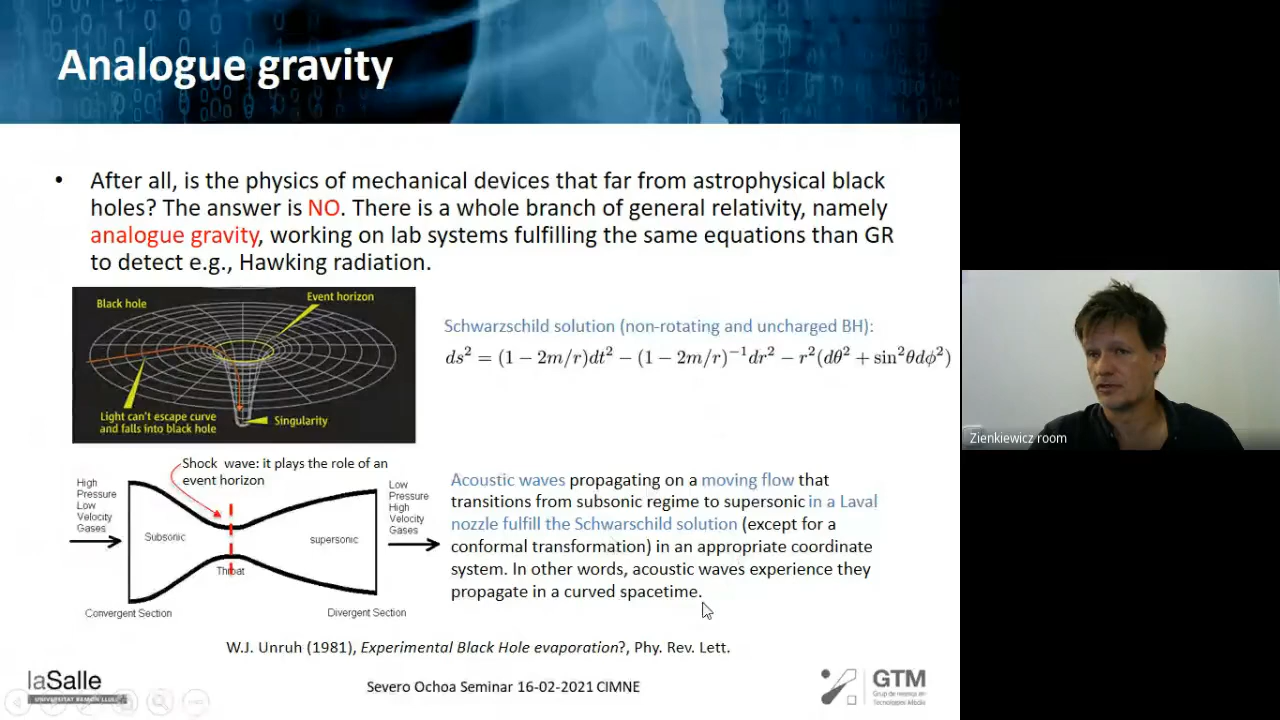 Analogue gravity
• After all, is the physics of mechanical devices that far from astrophysical black
holes? The answer is NO. There is a whole branch of general relativity, namely
analogue gravity, working on lab systems fulfilling the same equations than GR
to detect e.g., Hawking radiation.
Black hole
Event horizon
Light can't escape curve
and falls into black hole
Singularity
Schwarzschild solution (non-rotating and uncharged BH):
ds² = (1 − 2m/r)dt² − (1 − 2m/r)⁻¹dr² − r²(dθ² + sin²θdϕ²)
Shock wave: it plays the role of an
event horizon
High
Pressure
Low
Velocity
Gases
Subsonic
Throat
supersonic
Low
Pressure
High
Velocity
Gases
Convergent Section
Divergent Section
Acoustic waves propagating on a moving flow that
transitions from subsonic regime to supersonic in a Laval
nozzle fulfill the Schwarschild solution (except for a
conformal transformation) in an appropriate coordinate
system. In other words, acoustic waves experience they
propagate in a curved spacetime.
W.J. Unruh (1981), Experimental Black Hole evaporation?, Phy. Rev. Lett.
laSalle
Severo Ochoa Seminar 16-02-2021 CIMNE
GTM
Zienkiewicz room